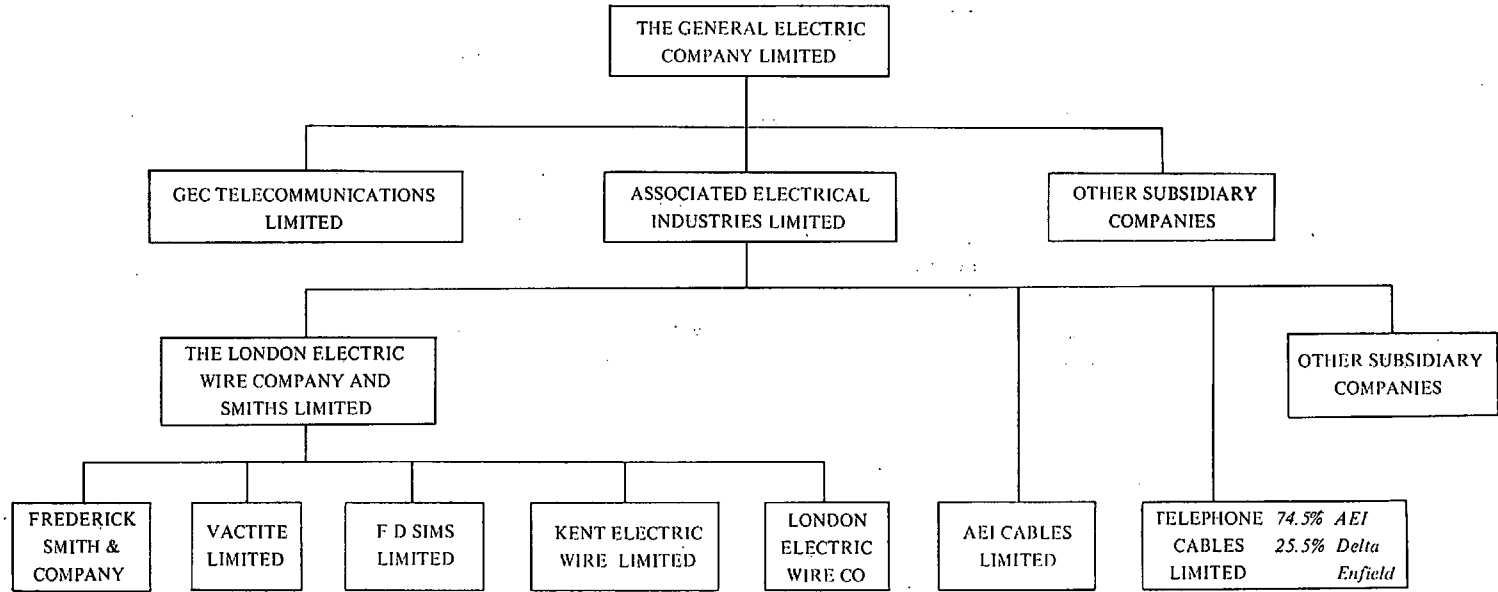 THE GENERAL ELECTRIC
COMPANY LIMITED
GEC TELECOMMUNICATIONS
LIMITED
ASSOCIATED ELECTRICAL
INDUSTRIES LIMITED
OTHER SUBSIDIARY
COMPANIES
THE LONDON ELECTRIC
WIRE COMPANY AND
SMITHS LIMITED
OTHER SUBSIDIARY
COMPANIES
FREDERICK
SMITH &
COMPANY
VACTITE
LIMITED
F D SIMS
LIMITED
KENT ELECTRIC
WIRE LIMITED
LONDON
ELECTRIC
WIRE CO
AEI CABLES
LIMITED
TELEPHONE 74.5% AEI
CABLES 25.5% Delta
LIMITED Enfield